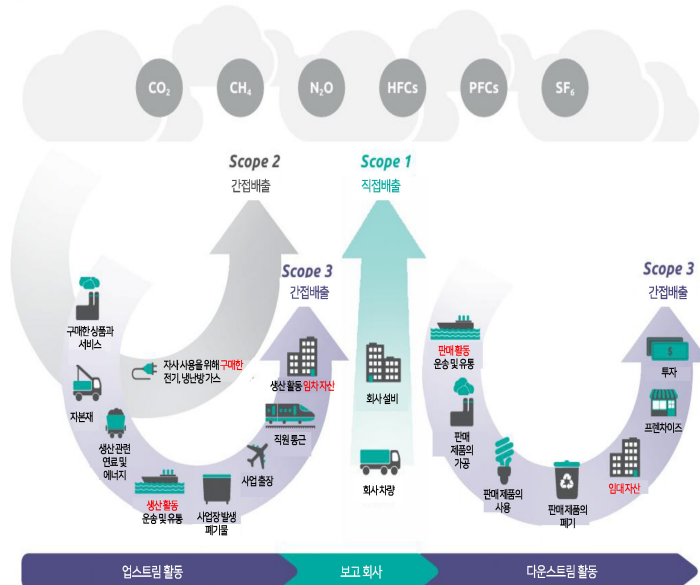 CO₂
CH₄
N₂O
HFCs
PFCs
SF₆
Scope 2
간접배출
Scope 1
직접배출
Scope 3
간접배출
Scope 3
간접배출
구매한 상품과
서비스
자본재
생산 관련
연료 및
에너지
생산 활동
운송 및 유통
사업장 발생
폐기물
사업 출장
직원 통근
생산 활동 임차 자산
자사 사용을 위해 구매한
전기, 냉난방 가스
회사 설비
회사 차량
판매 활동
운송 및 유통
판매
제품의
가공
판매 제품의
사용
판매 제품의
폐기
임대 자산
프랜차이즈
투자
$
업스트림 활동
보고 회사
다운스트림 활동